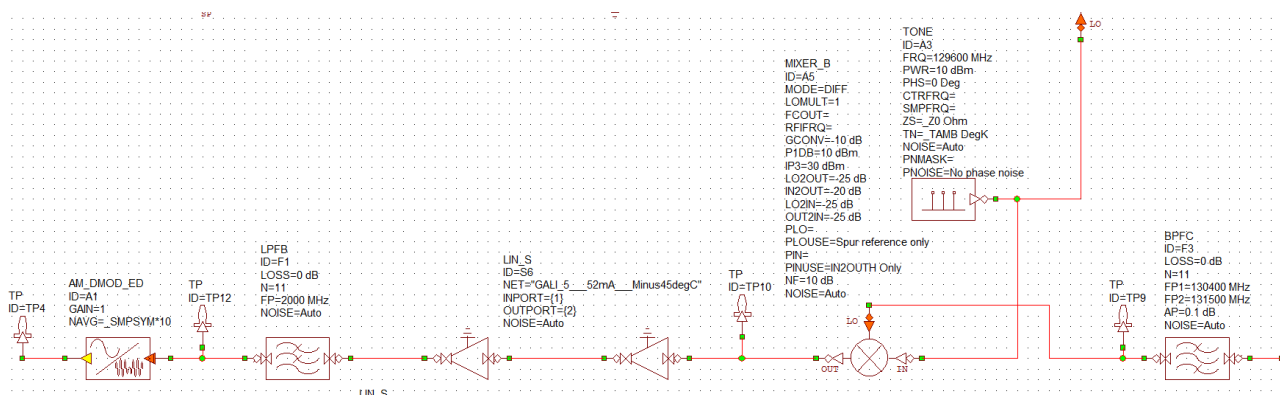 LO
TONE
ID=A3
FRQ=129600 MHz
PWR=10 dBm
PHS=0 Deg
CTRFRQ=
SMPFRQ=
ZS=_Z0 Ohm
TN=_TAMB DegK
NOISE=Auto
PNMASK=
PNOISE=No phase noise
MIXER_B
ID=A5
MODE=DIFF
LOMULT=1
FCOUT=
RFIFRQ=
GCONV=-10 dB
P1DB=10 dBm
IP3=30 dBm
LO2OUT=-25 dB
IN2OUT=-20 dB
LO2IN=-25 dB
OUT2IN=-25 dB
PLO=
PLOUSE=Spur reference only
PIN=
PINUSE=IN2OUTH Only
NF=10 dB
NOISE=Auto
BPFC
ID=F3
LOSS=0 dB
N=11
FP1=130400 MHz
FP2=131500 MHz
AP=0.1 dB
NOISE=Auto
LPFB
ID=F1
LOSS=0 dB
N=11
FP=2000 MHz
NOISE=Auto
LIN_S
ID=S6
NET="GALI_5___52mA___Minus45degC"
INPORT={1}
OUTPORT={2}
NOISE=Auto
TP
ID=TP4
AM_DMOD_ED
ID=A1
GAIN=1
NAVG=_SMPSYM*10
TP
ID=TP12
TP
ID=TP10
TP
ID=TP9
LO
OUT
IN
LIN_S